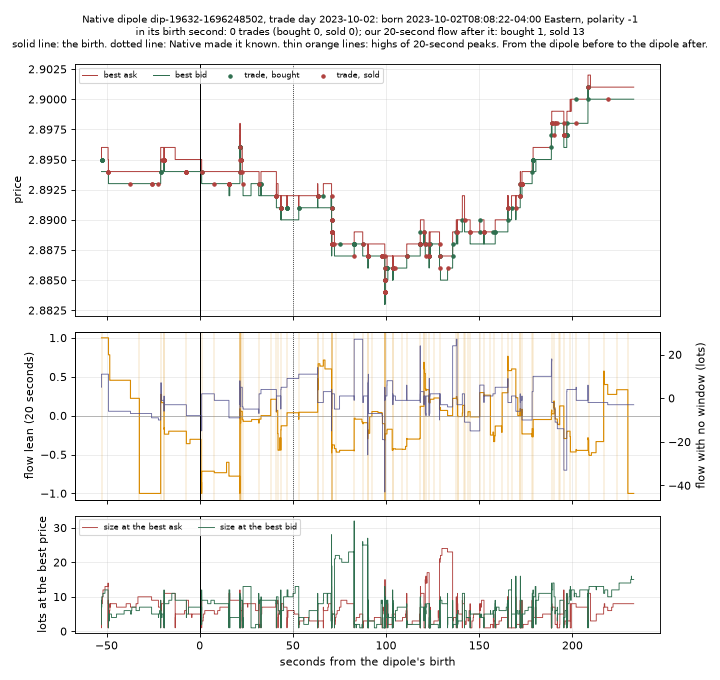 Native dipole dip-19632-1696248502, trade day 2023-10-02: born 2023-10-02T08:08:22-04:00 Eastern, polarity -1
in its birth second: 0 trades (bought 0, sold 0); our 20-second flow after it: bought 1, sold 13
solid line: the birth. dotted line: Native made it known. thin orange lines: highs of 20-second peaks. From the dipole before to the dipole after.
best ask
best bid
trade, bought
trade, sold
2.9025
2.9000
2.8975
2.8950
2.8925
2.8900
2.8875
2.8850
2.8825
price
1.0
0.5
0.0
−0.5
−1.0
flow lean (20 seconds)
20
0
−20
−40
flow with no window (lots)
size at the best ask
size at the best bid
30
20
10
0
lots at the best price
−50
0
50
100
150
200
seconds from the dipole's birth